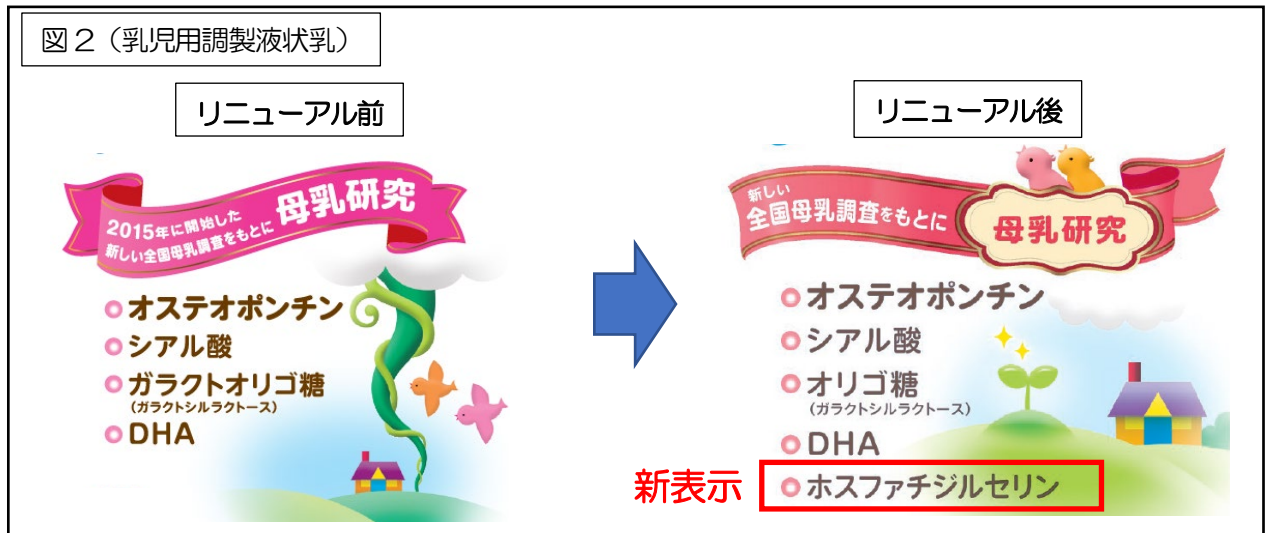 図２（乳児用調製液状乳）
リニューアル前
2015年に開始した
新しい全国母乳調査をもとに
母乳研究
オステオポンチン
シアル酸
ガラクトオリゴ糖
（ガラクトシルラクトース）
DHA
リニューアル後
新しい
全国母乳調査をもとに
母乳研究
オステオポンチン
シアル酸
オリゴ糖
（ガラクトシルラクトース）
DHA
新表示
ホスファチジルセリン